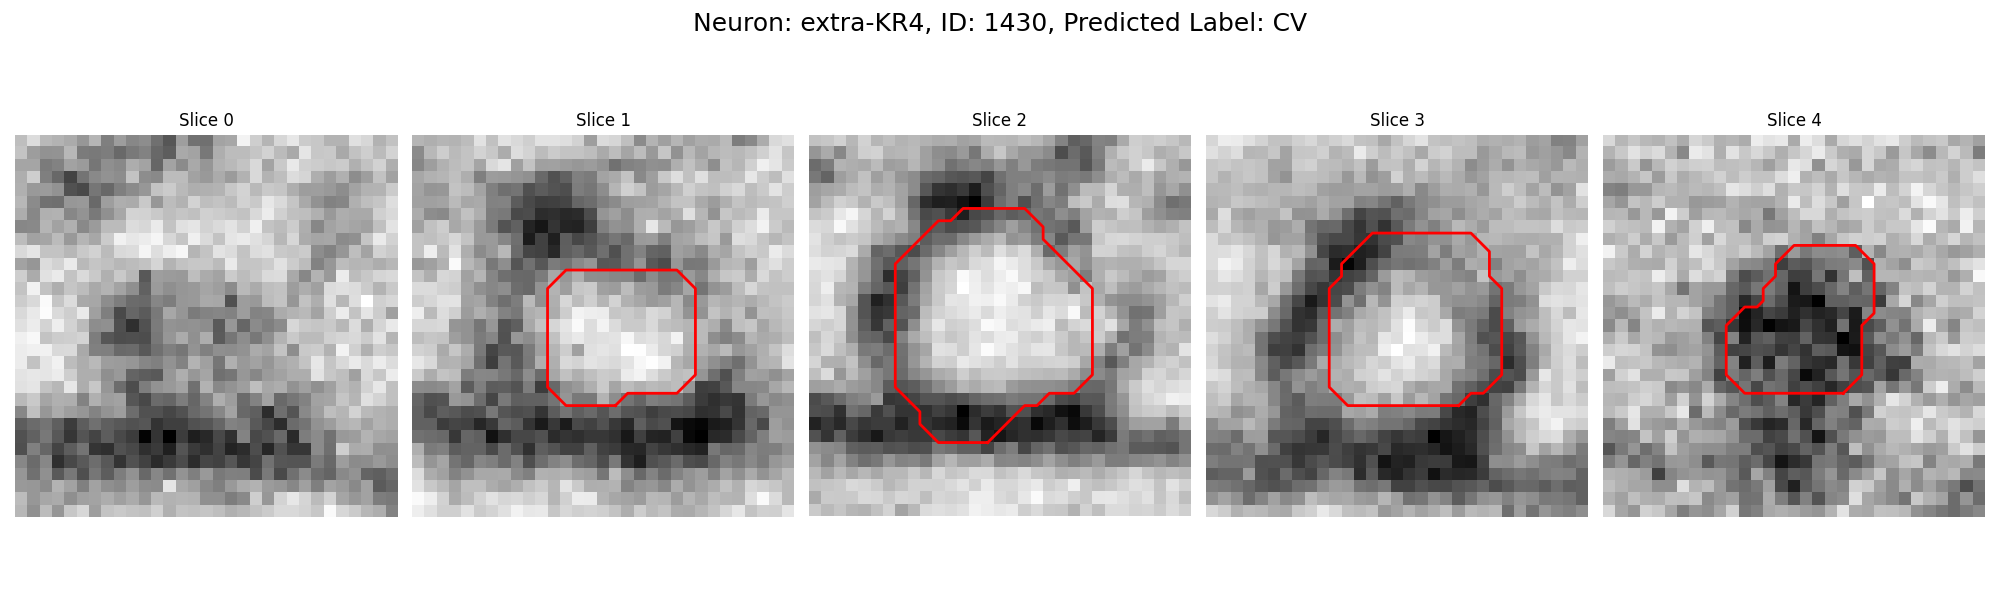 Neuron: extra-KR4, ID: 1430, Predicted Label: CV
Slice 0
Slice 1
Slice 2
Slice 3
Slice 4